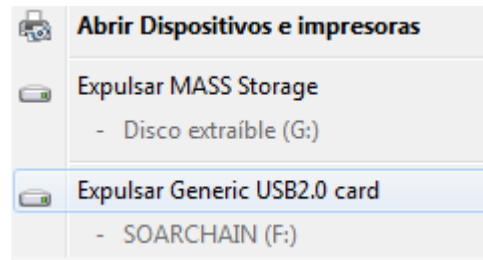 Abrir Dispositivos e impresoras
Expulsar MASS Storage
- Disco extraíble (G:)
Expulsar Generic USB2.0 card
- SOARCHAIN (F:)